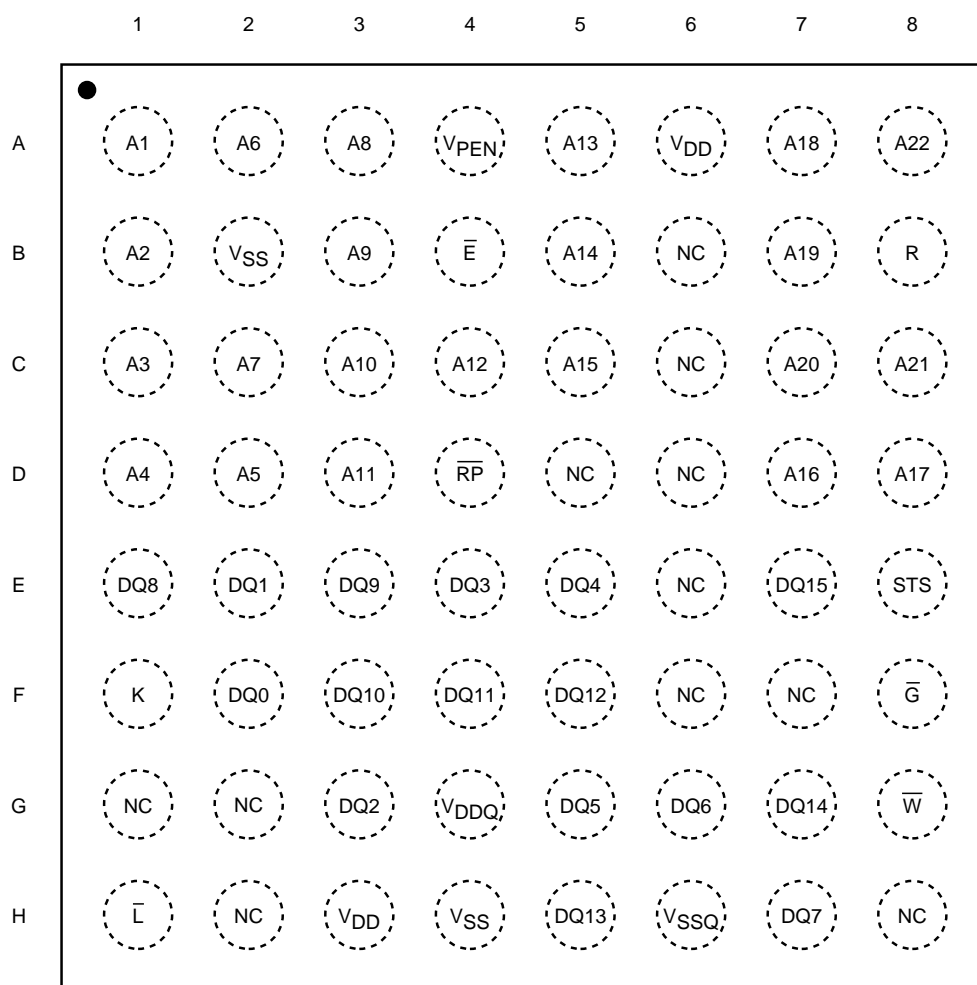 1 2 3 4 5 6 7 8
A A1 A6 A8 VPEN A13 VDD A18 A22
B A2 VSS A9 E̅ A14 NC A19 R
C A3 A7 A10 A12 A15 NC A20 A21
D A4 A5 A11 R̅P̅ NC NC A16 A17
E DQ8 DQ1 DQ9 DQ3 DQ4 NC DQ15 STS
F K DQ0 DQ10 DQ11 DQ12 NC NC G̅
G NC NC DQ2 VDDQ DQ5 DQ6 DQ14 W̅
H L̅ NC VDD VSS DQ13 VSSQ DQ7 NC